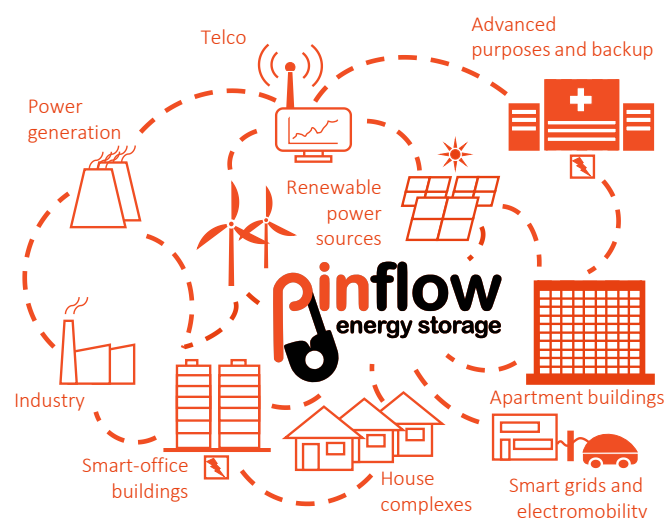 Advanced
purposes and backup
Telco
Power
generation
Renewable
power
sources
pinflow
energy storage
Industry
Apartment buildings
Smart-office
buildings
House
complexes
Smart grids and
electromobility